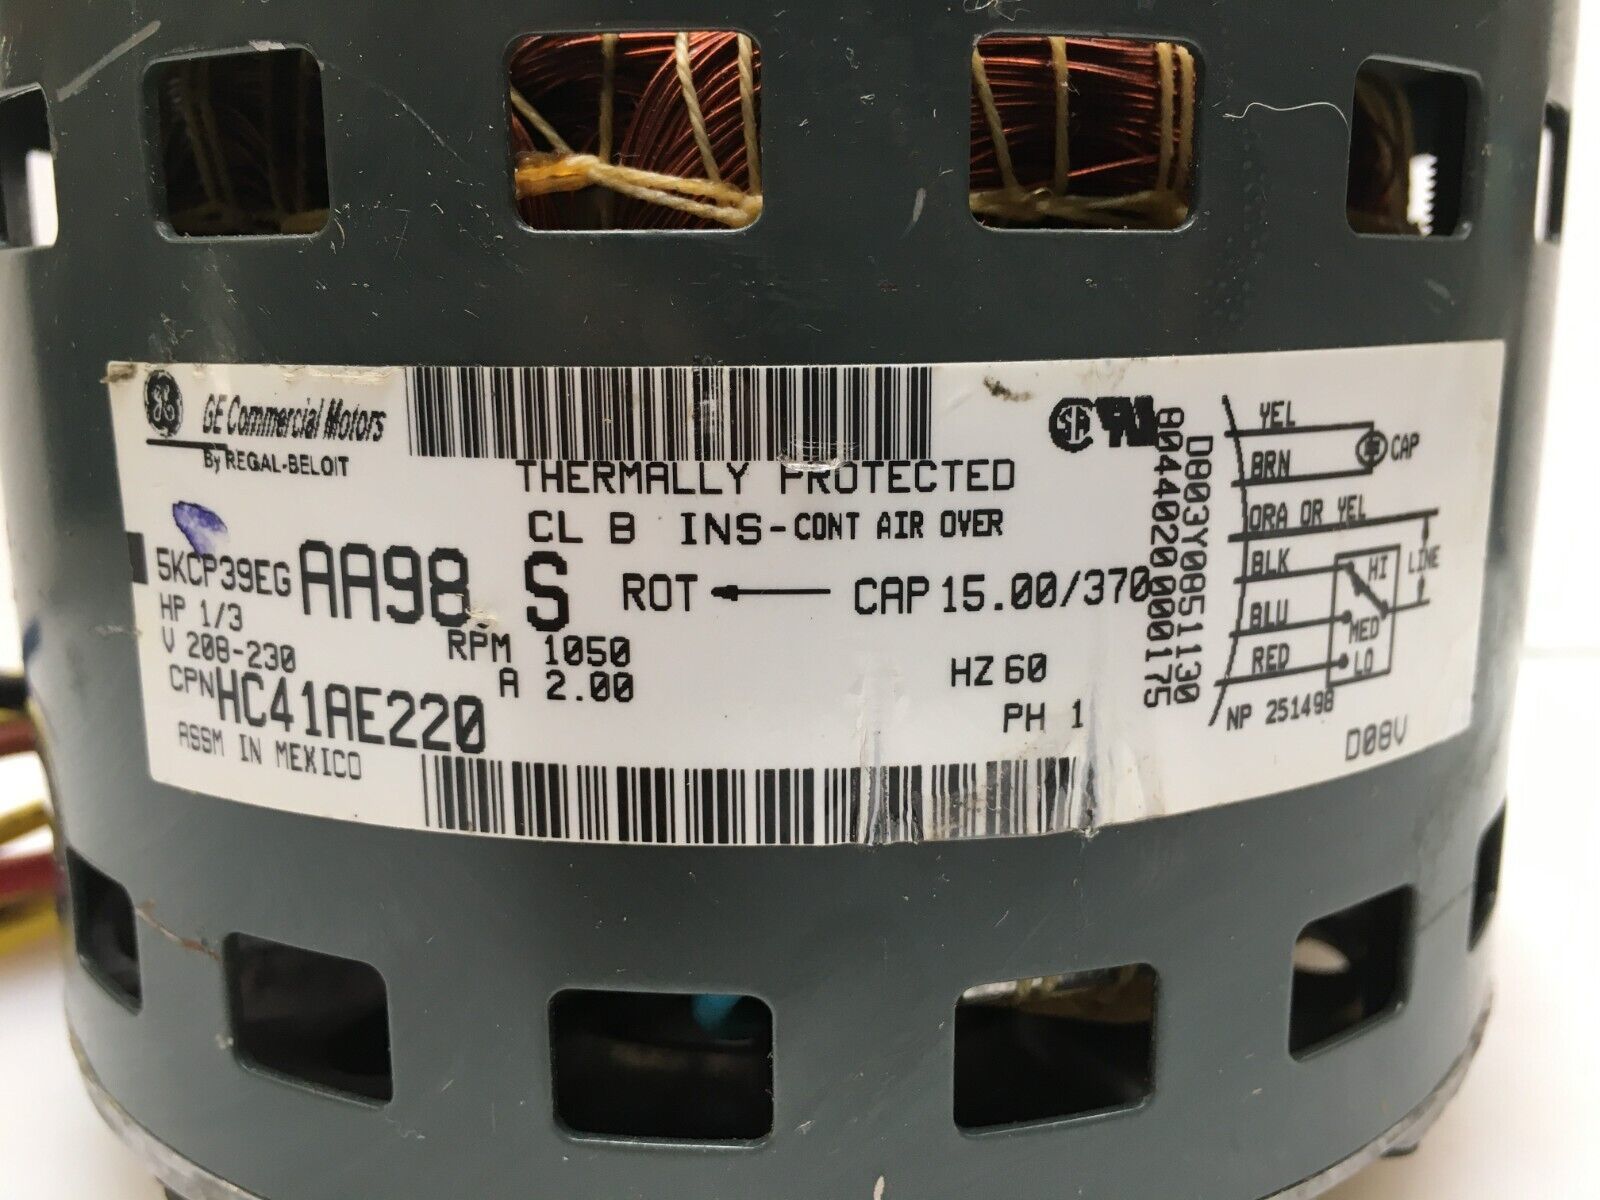 GE Commercial Motors
By REGAL-BELOIT
THERMALLY PROTECTED
CL B INS-CONT AIR OVER
5KCP39EG AA98 S
ROT CAP 15.00/370
HP 1/3
RPM 1050
V 208-230
A 2.00
HZ 60
CPN HC41AE220
PH 1
ASSM IN MEXICO
D803Y0851130
8044020000175
YEL
CAP
BRN
ORA OR YEL
BLK
HI
LINE
BLU
MED
RED
LO
NP 251498
D08V